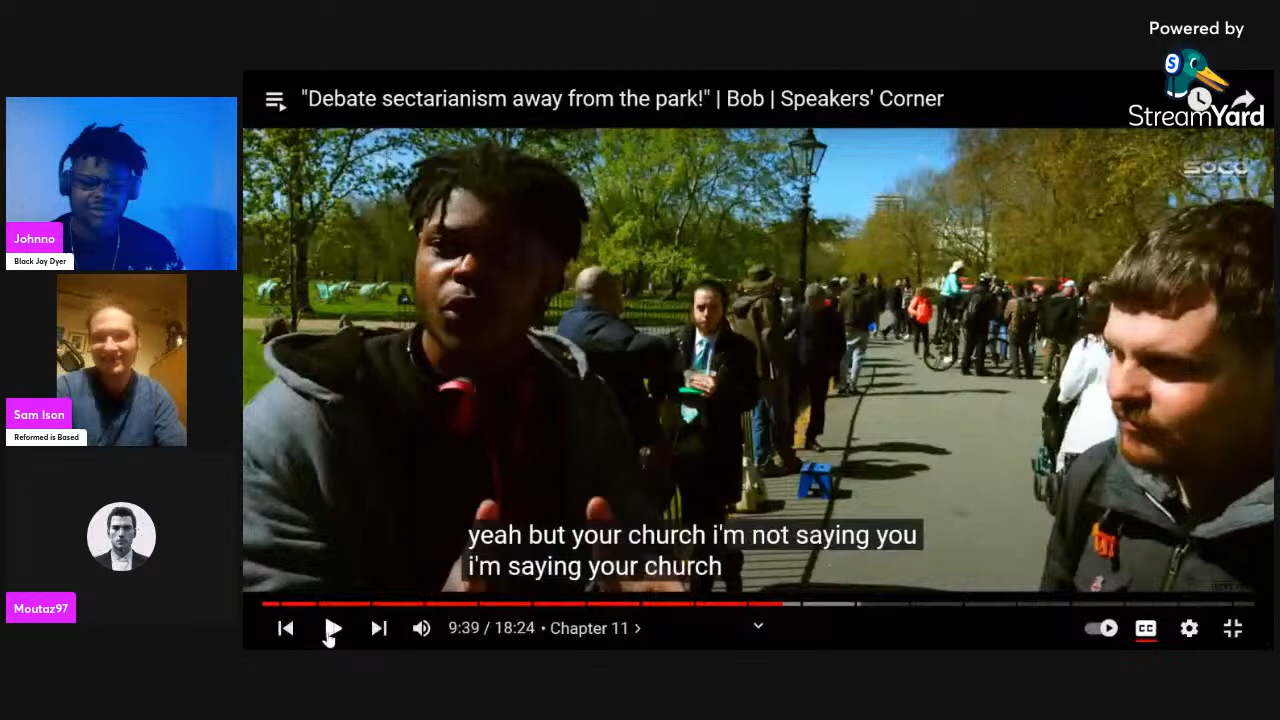 Powered by
StreamYard
S
"Debate sectarianism away from the park!" | Bob | Speakers' Corner
SOCO
Johnno
Black Jay Dyer
Sam Ison
Reformed is Based
Moutaz97
yeah but your church i'm not saying you
i'm saying your church
9:39 / 18:24 • Chapter 11 ›
CC